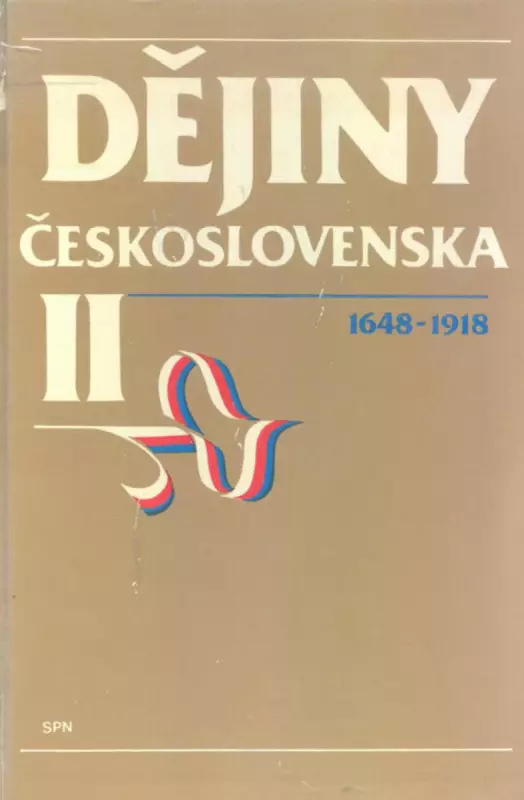 DĚJINY
ČESKOSLOVENSKA
II
1648-1918
SPN